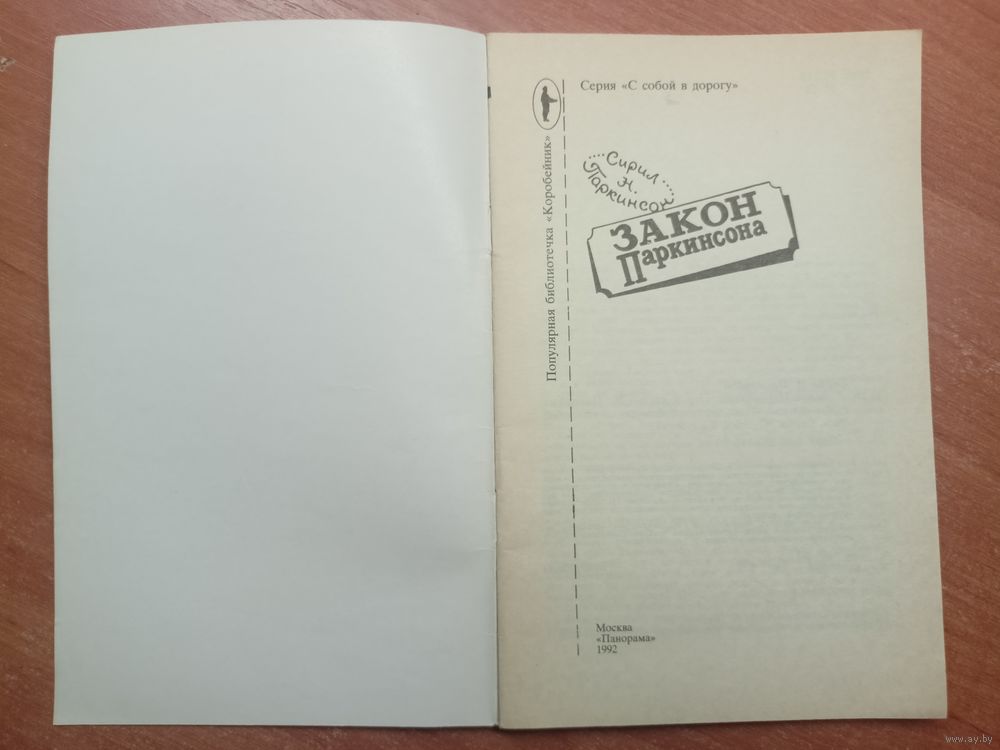 Серия «С собой в дорогу»
Популярная библиотечка «Коробейник»
Сирил
Н.
Паркинсон
ЗАКОН
Паркинсона
Москва
«Панорама»
1992
www.ay.by